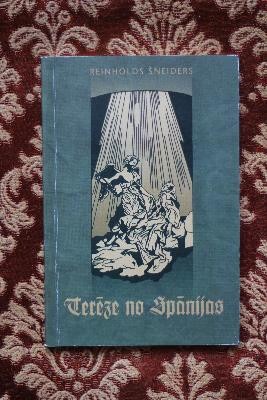 REINHOLDS ŠNEIDERS
Terēze no Spānijas